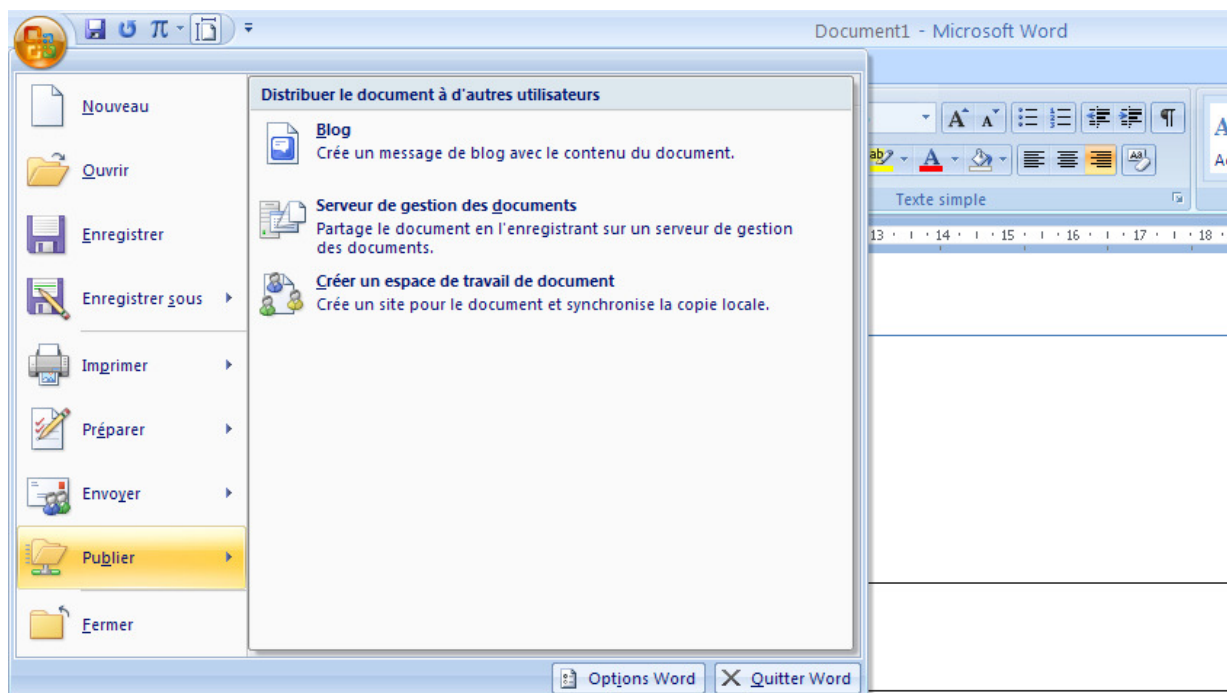 Document1 - Microsoft Word
Nouveau
Ouvrir
Enregistrer
Enregistrer sous
Imprimer
Préparer
Envoyer
Publier
Fermer
Distribuer le document à d'autres utilisateurs
Blog
Crée un message de blog avec le contenu du document.
Serveur de gestion des documents
Partage le document en l'enregistrant sur un serveur de gestion
des documents.
Créer un espace de travail de document
Crée un site pour le document et synchronise la copie locale.
Texte simple
13 14 15 16 17 18
Options Word
Quitter Word